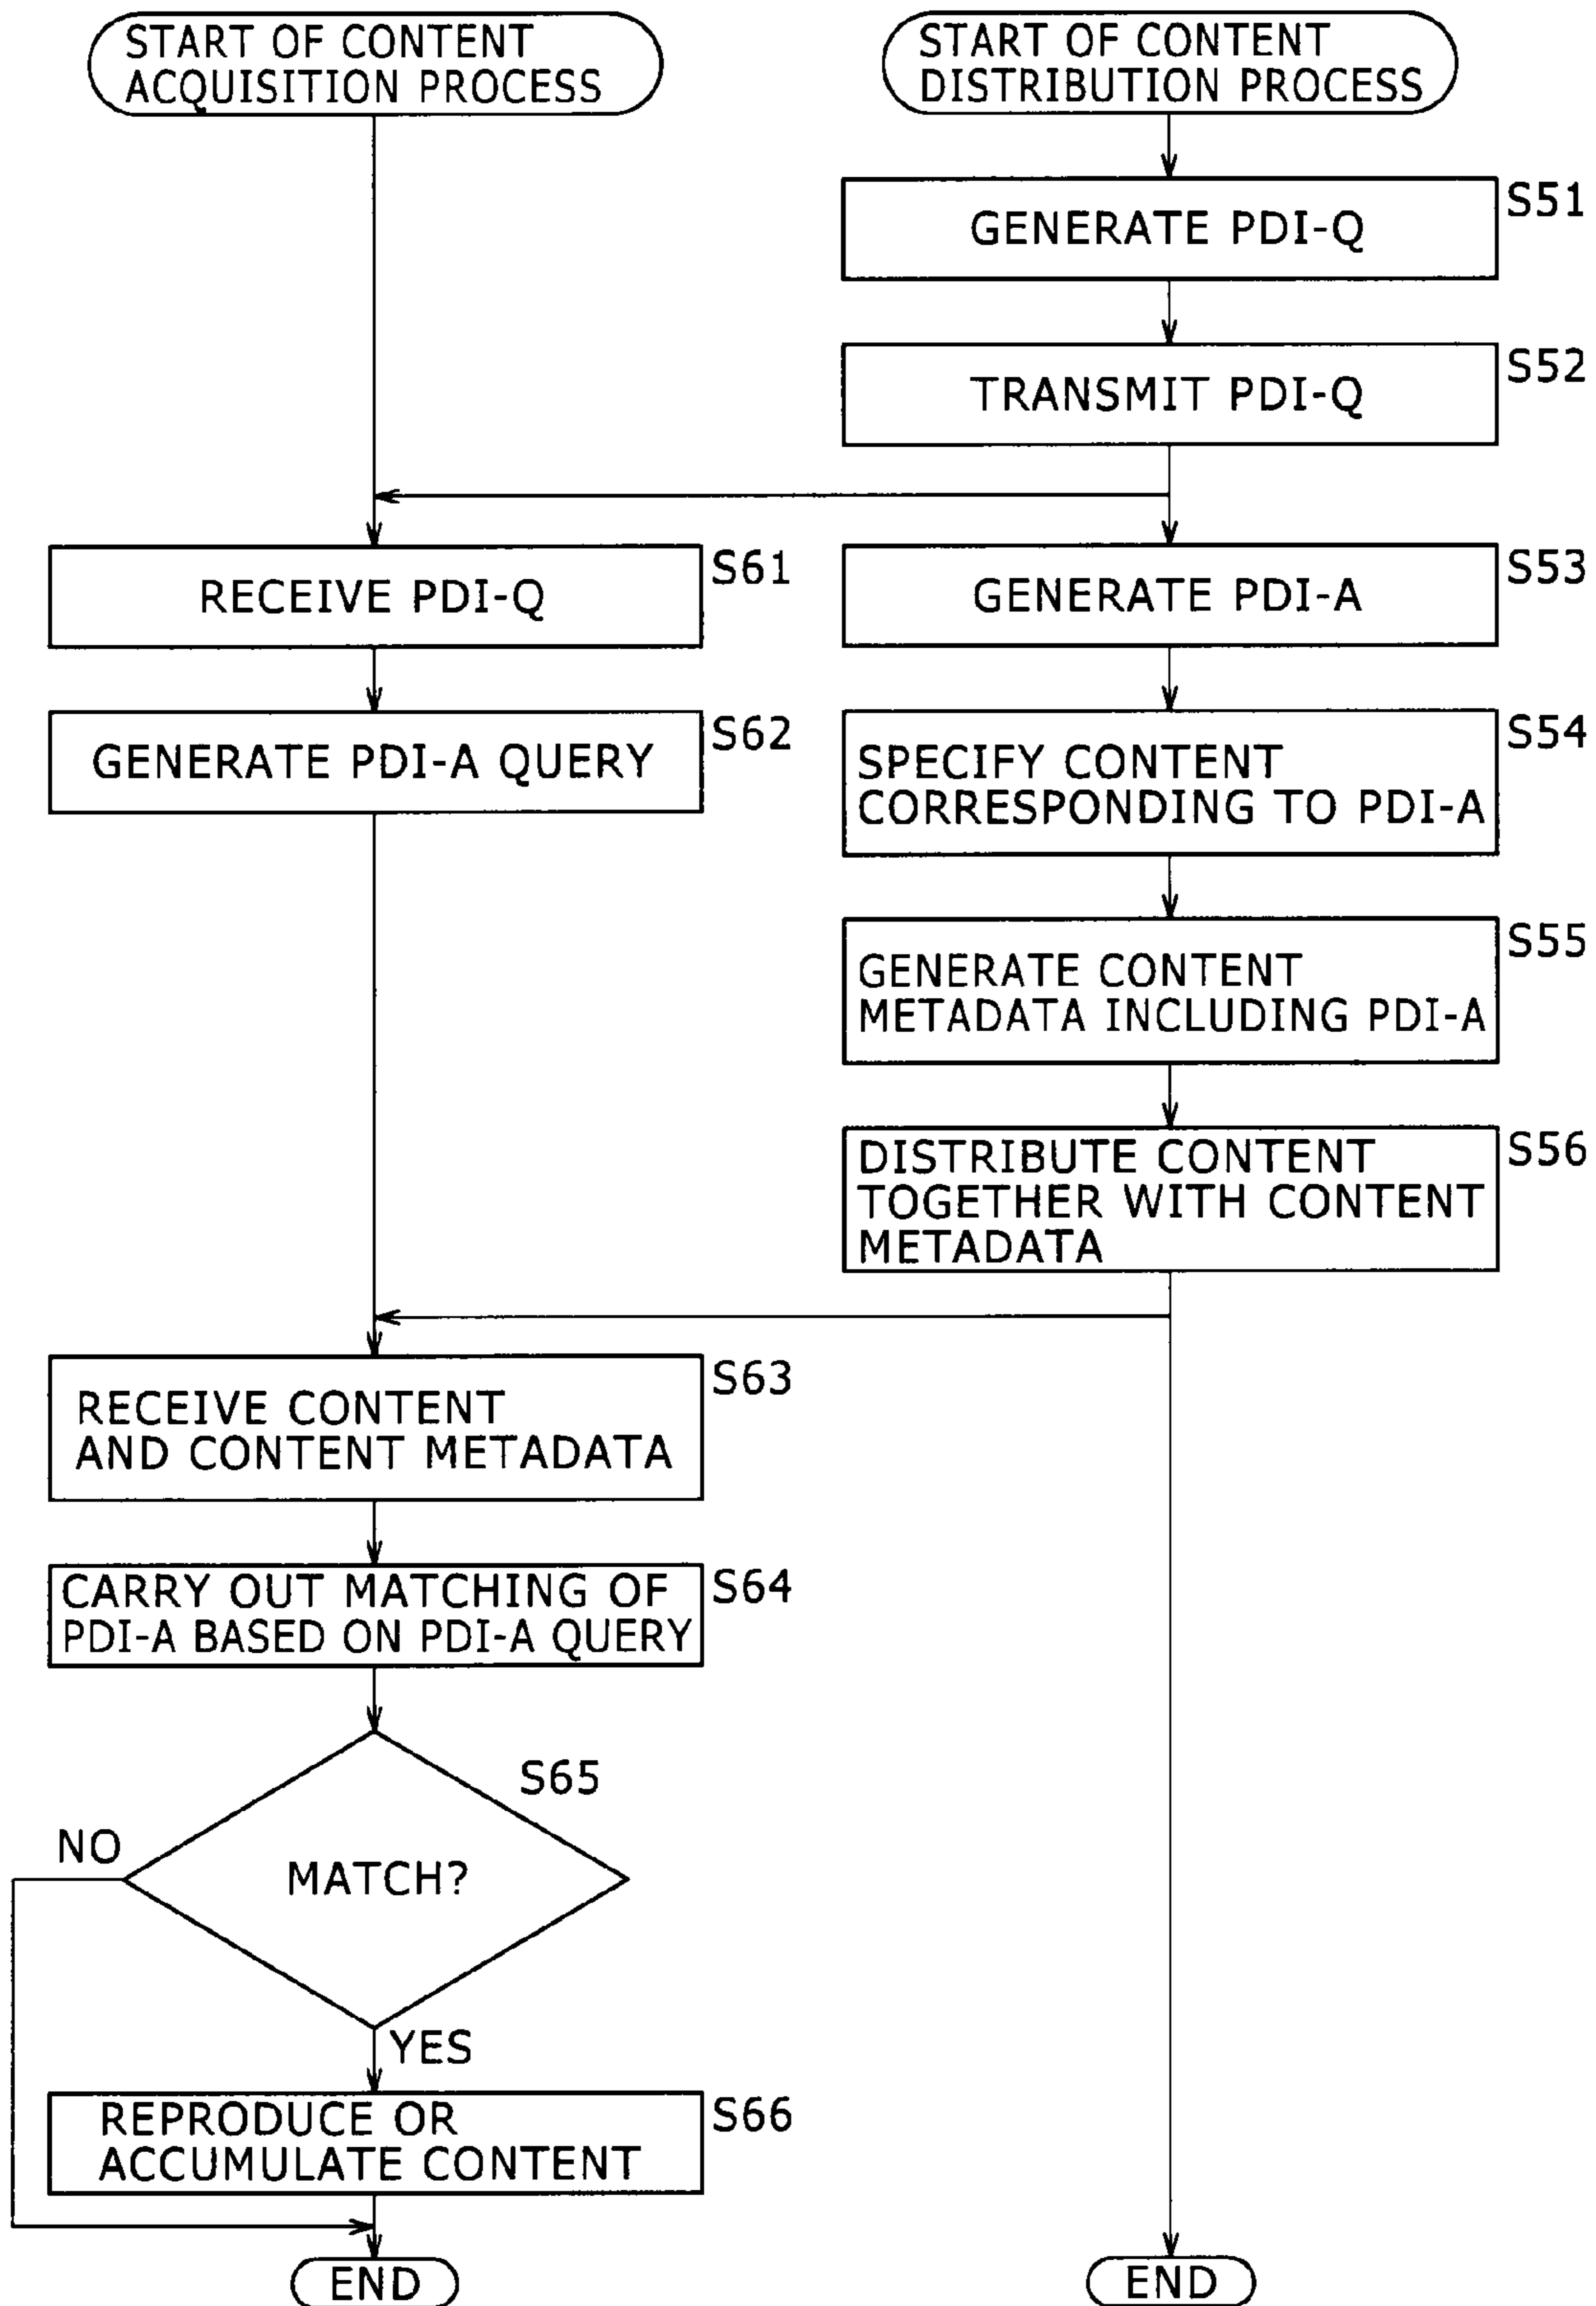 START OF CONTENT
ACQUISITION PROCESS
START OF CONTENT
DISTRIBUTION PROCESS
S51
GENERATE PDI-Q
S52
TRANSMIT PDI-Q
S61
RECEIVE PDI-Q
S53
GENERATE PDI-A
S62
GENERATE PDI-A QUERY
S54
SPECIFY CONTENT
CORRESPONDING TO PDI-A
S55
GENERATE CONTENT
METADATA INCLUDING PDI-A
S56
DISTRIBUTE CONTENT
TOGETHER WITH CONTENT
METADATA
S63
RECEIVE CONTENT
AND CONTENT METADATA
S64
CARRY OUT MATCHING OF
PDI-A BASED ON PDI-A QUERY
S65
NO
MATCH?
YES
S66
REPRODUCE OR
ACCUMULATE CONTENT
END
END